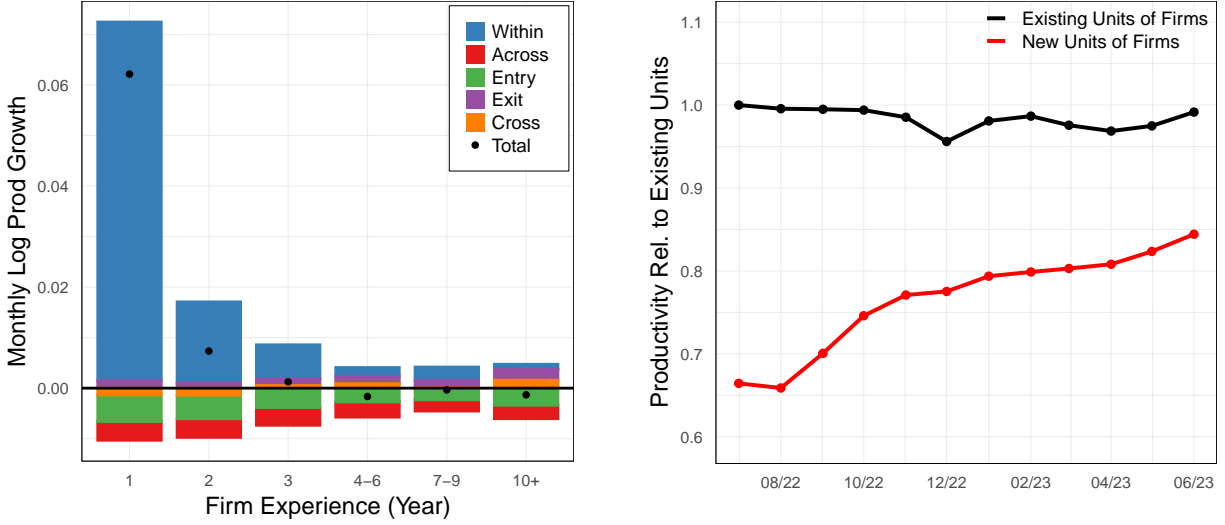 Monthly Log Prod Growth
0.06
0.04
0.02
0.00
Within
Across
Entry
Exit
Cross
Total
1
2
3
4–6
7–9
10+
Firm Experience (Year)
Productivity Rel. to Existing Units
1.1
1.0
0.9
0.8
0.7
0.6
Existing Units of Firms
New Units of Firms
08/22
10/22
12/22
02/23
04/23
06/23